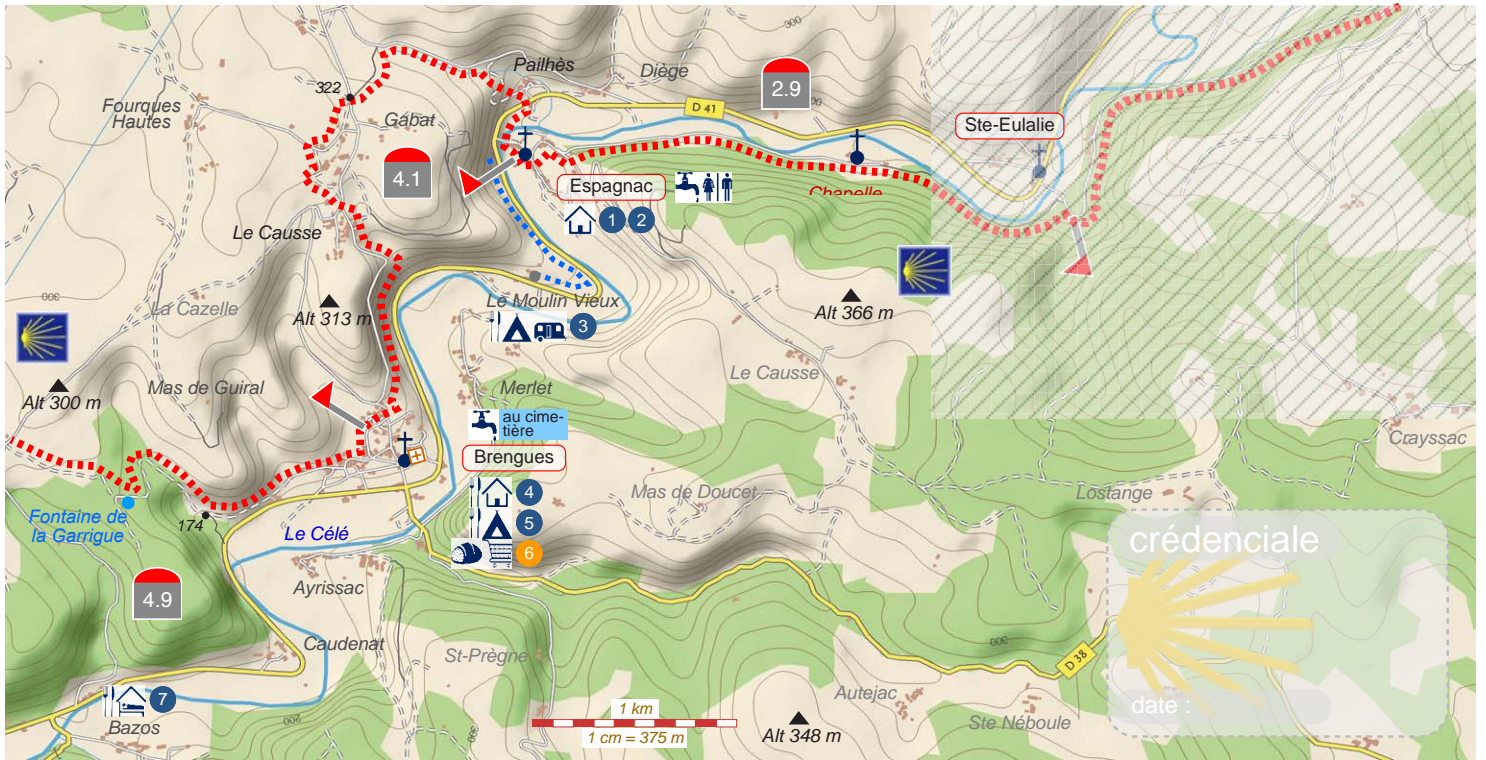 300
Pailhès
Diège
2.9
322
Fourques
Hautes
Gabat
D 41
Ste-Eulalie
4.1
Chapelle
Espagnac
1
2
Le Causse
300
La Cazelle
Alt 313 m
Le Moulin Vieux
3
Alt 366 m
Alt 300 m
Mas de Guiral
Merlet
Le Causse
au cime-
tière
Brengues
Crayssac
4
Mas de Doucet
Lostange
5
Fontaine de
la Garrigue
174
Le Célé
6
crédenciale
4.9
Ayrissac
Caudenat
St-Prègne
300
D 38
7
Bazos
200
300
1 km
1 cm = 375 m
Alt 348 m
Autejac
Ste Néboule
date :